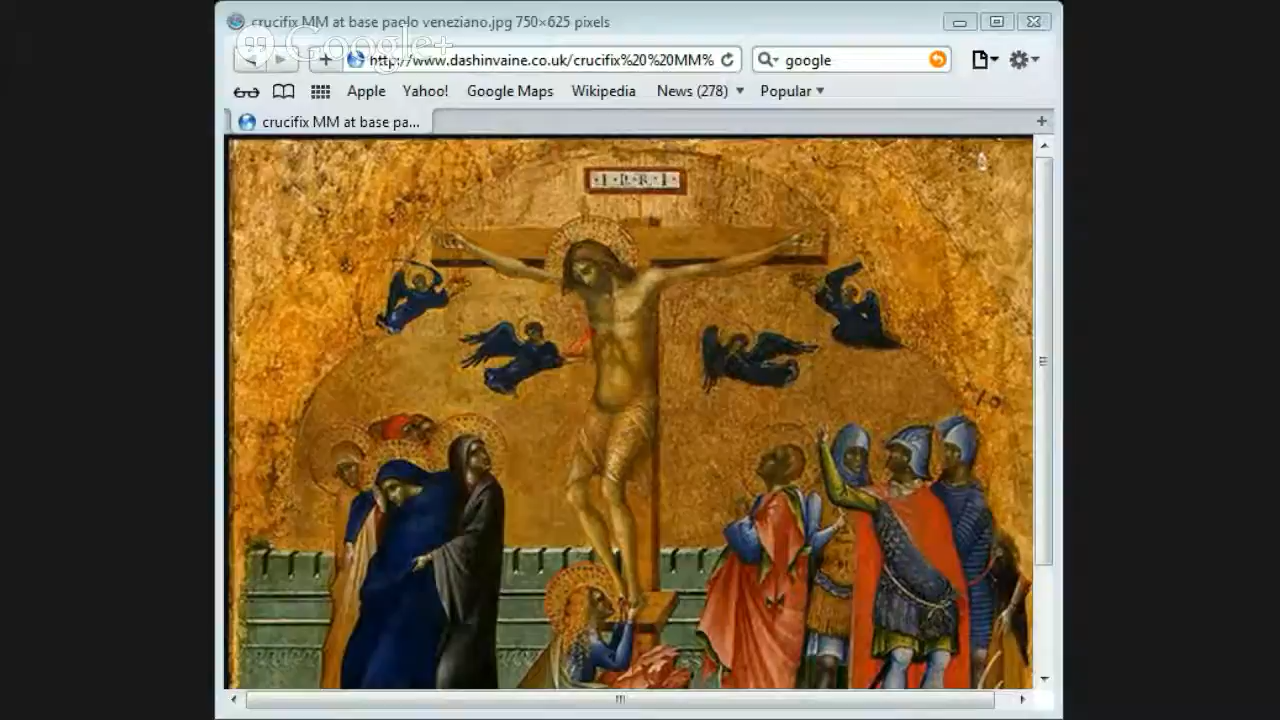 crucifix MM at base paolo veneziano.jpg 750×625 pixels
Google+
http://www.dashinvaine.co.uk/crucifix%20%20MM%
google
Apple
Yahoo!
Google Maps
Wikipedia
News (278)
Popular
crucifix MM at base pa...